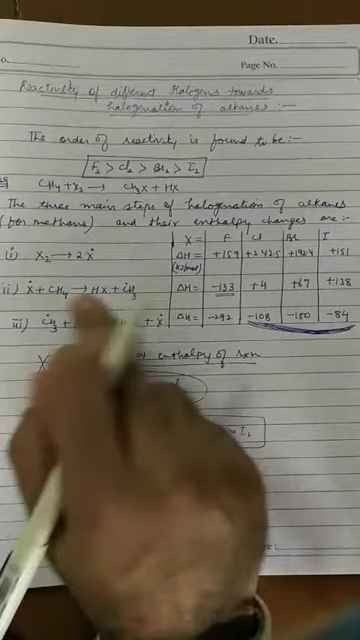 Date.
o.
Page No.
Reactivity of different Halogens towards
halogenation of alkanes :-
The order of reactivity is found to be :-
F₂ > Cl₂ > Br₂ > I₂
CH₄ + X₂ → CH₃X + HX
The three main steps of halogenation of alkanes
(for methane) and their enthalpy changes are :-
X = F Cl Br I
(i) X₂ → 2Ẋ ΔH = (kJ/mol) +159 +242.5 +192.4 +151
ii) Ẋ + CH₄ → HX + ĊH₃ ΔH = -133 +4 +67 +138
iii) ĊH₃ + + Ẋ ΔH = -292 -108 -100 -84
X ⇒ enthalpy of rxn
I₂